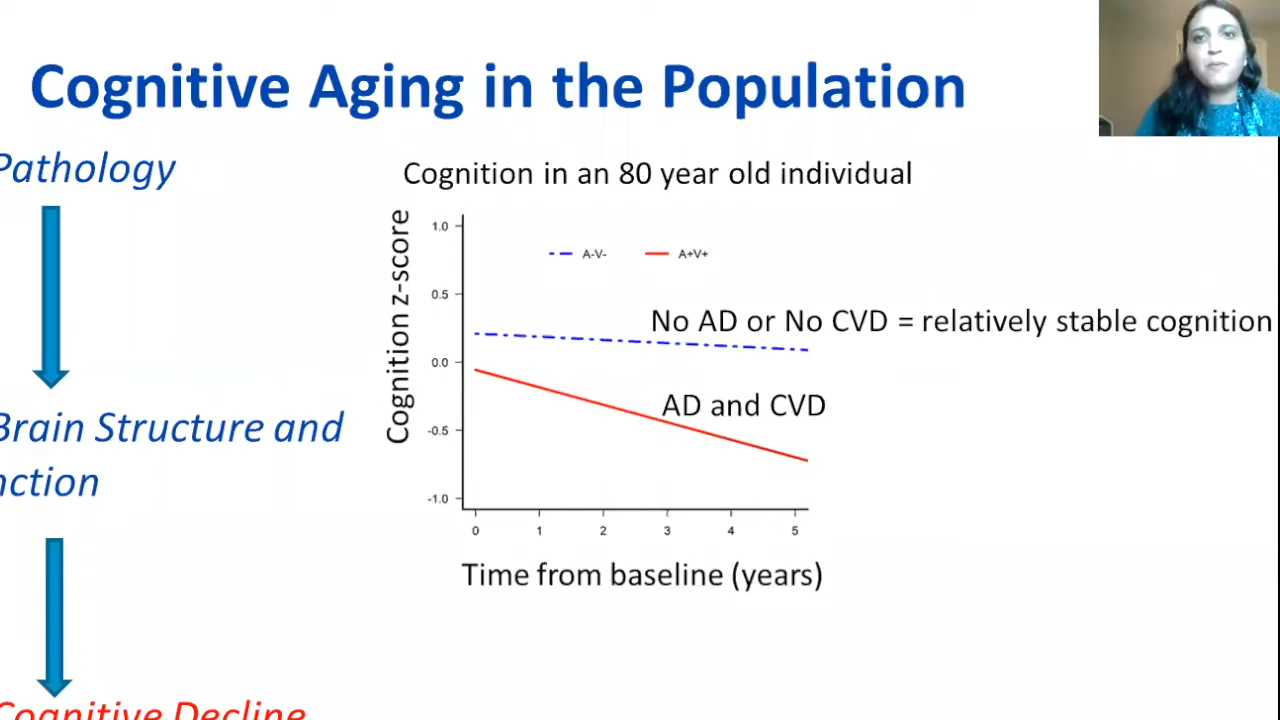 Cognitive Aging in the Population
Pathology
Cognition in an 80 year old individual
Cognition z-score
1.0
0.5
0.0
-0.5
-1.0
A-V-
A+V+
No AD or No CVD = relatively stable cognition
AD and CVD
0 1 2 3 4 5
Time from baseline (years)
Brain Structure and
nction
Cognitive Decline